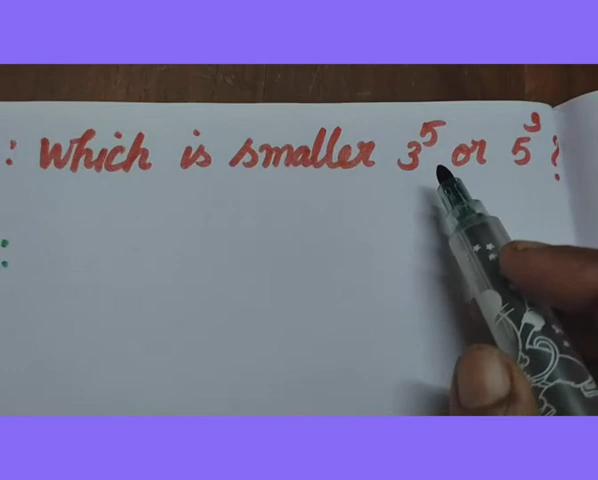 : Which is smaller 3⁵ or 5³ ?
: